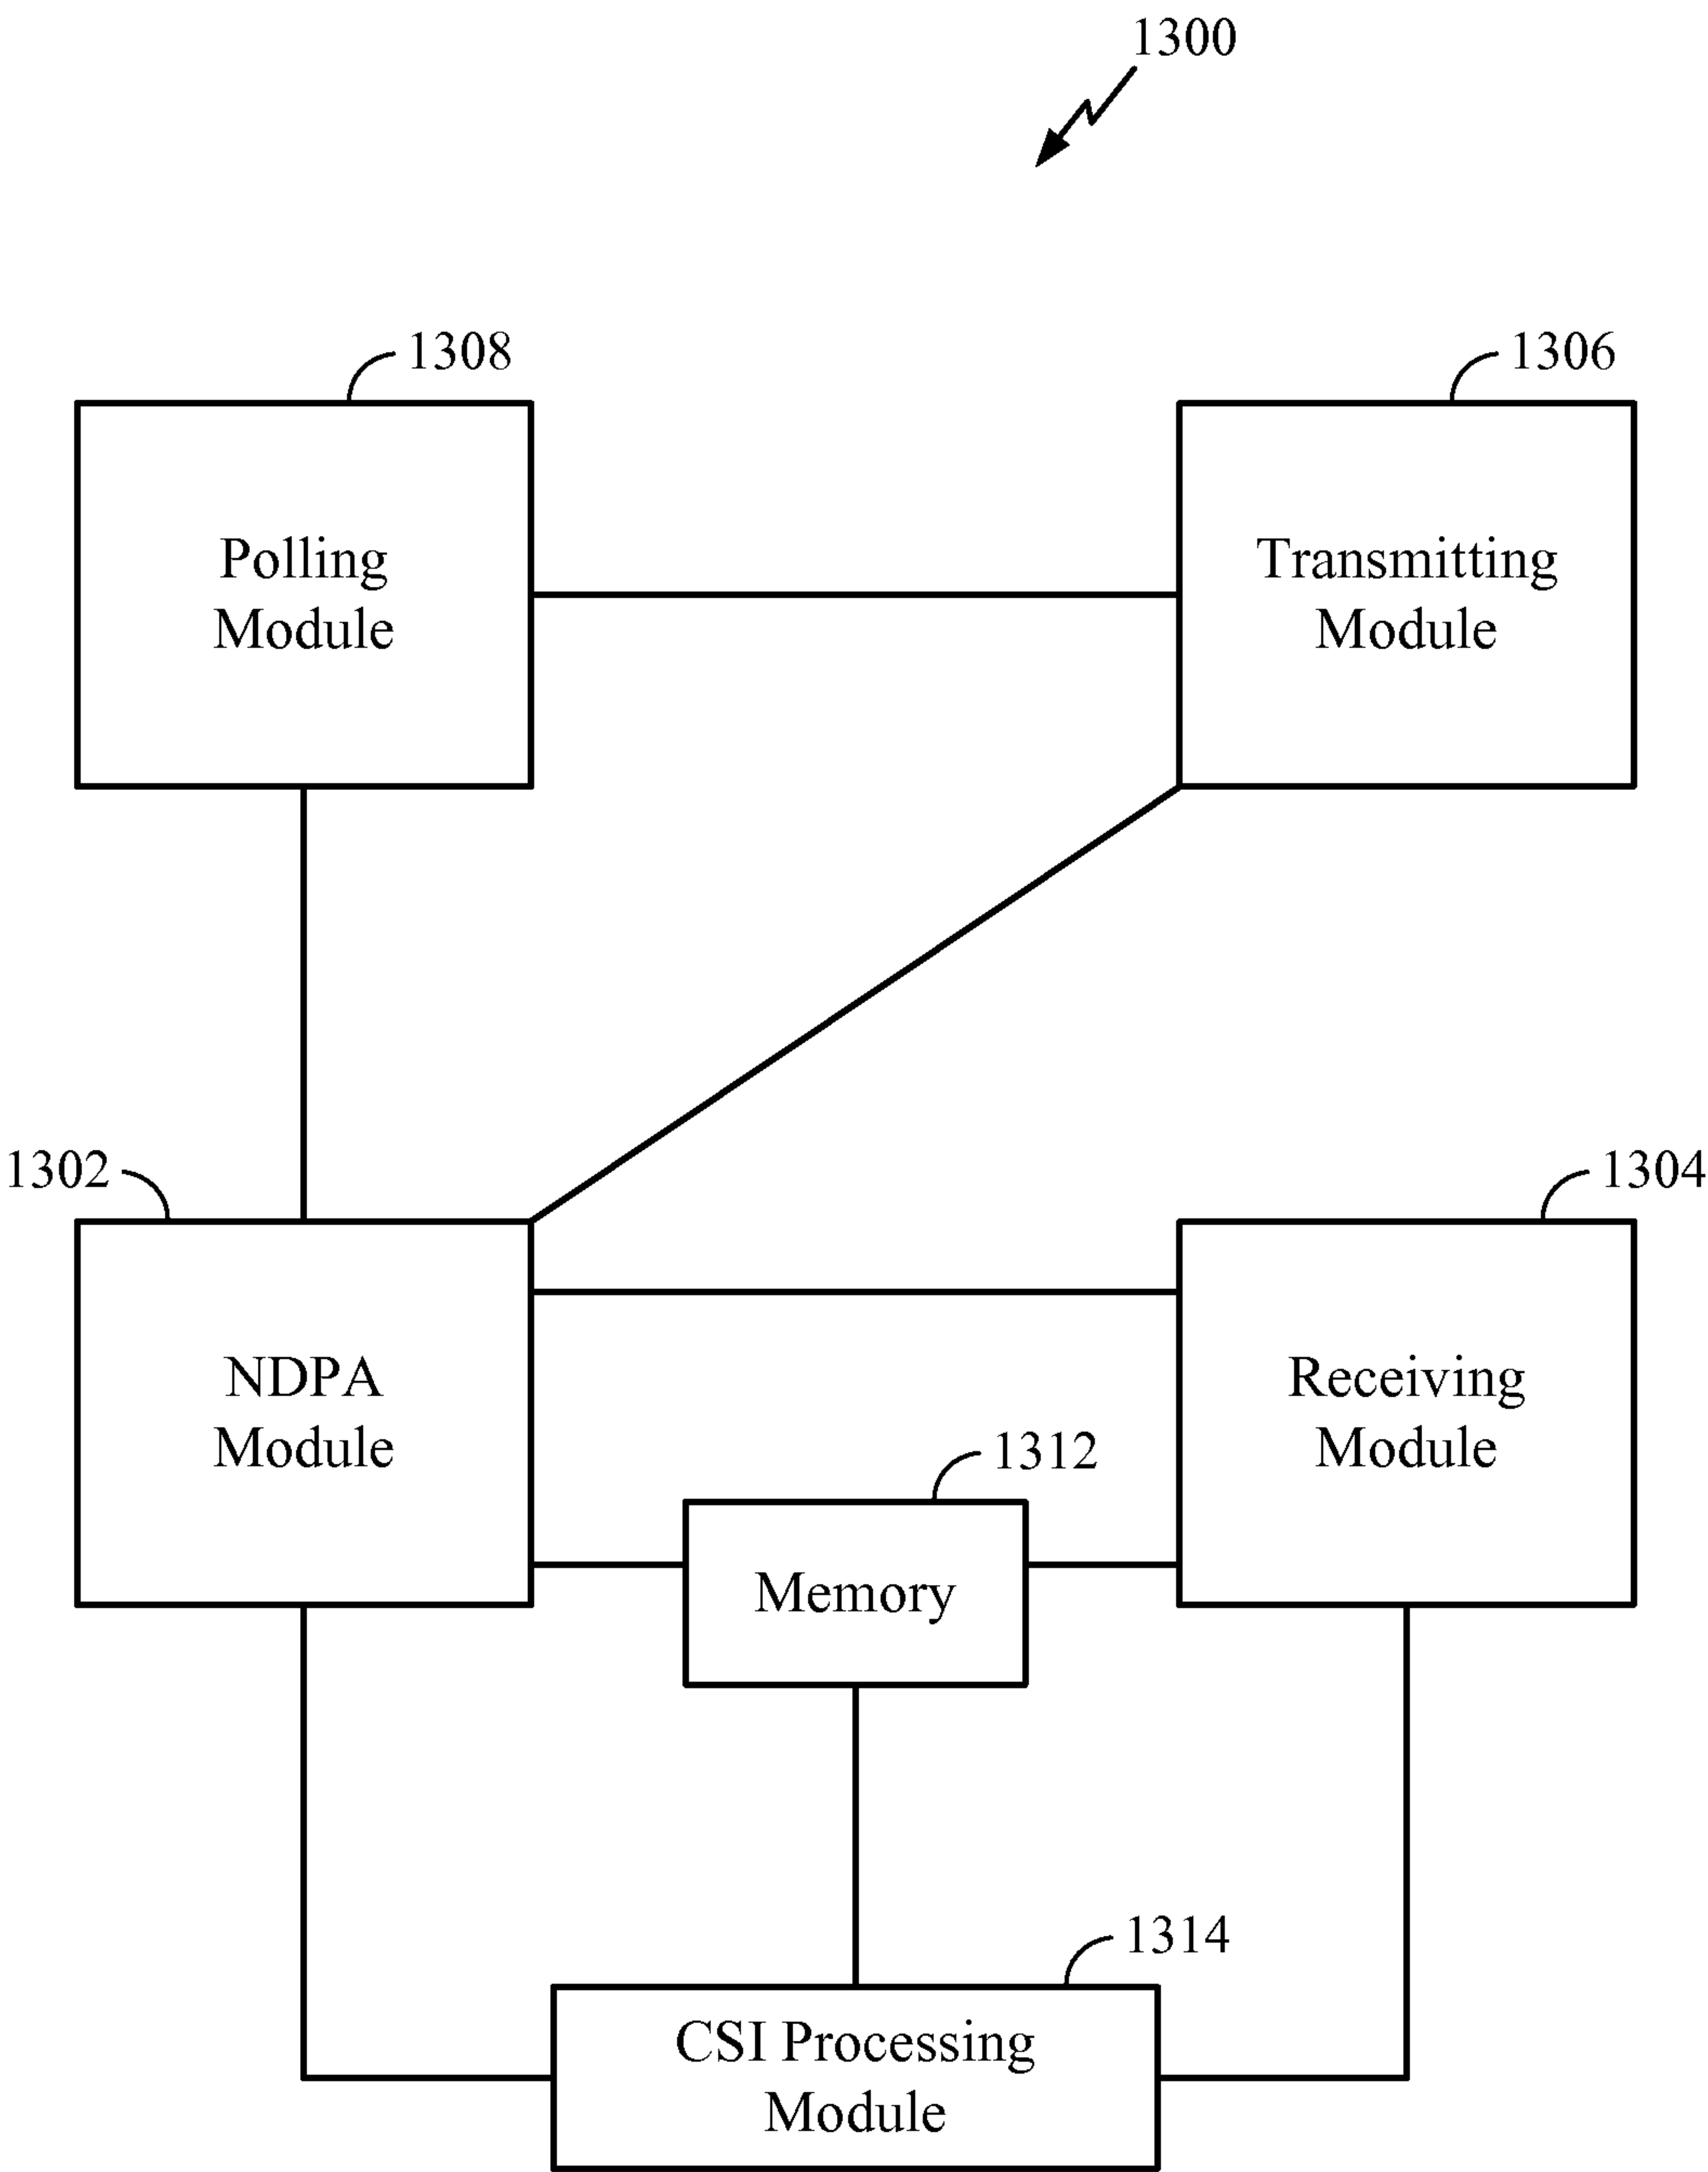 1300
1308
1306
Polling
Module
Transmitting
Module
1302
1304
NDPA
Module
Receiving
Module
1312
Memory
1314
CSI Processing
Module